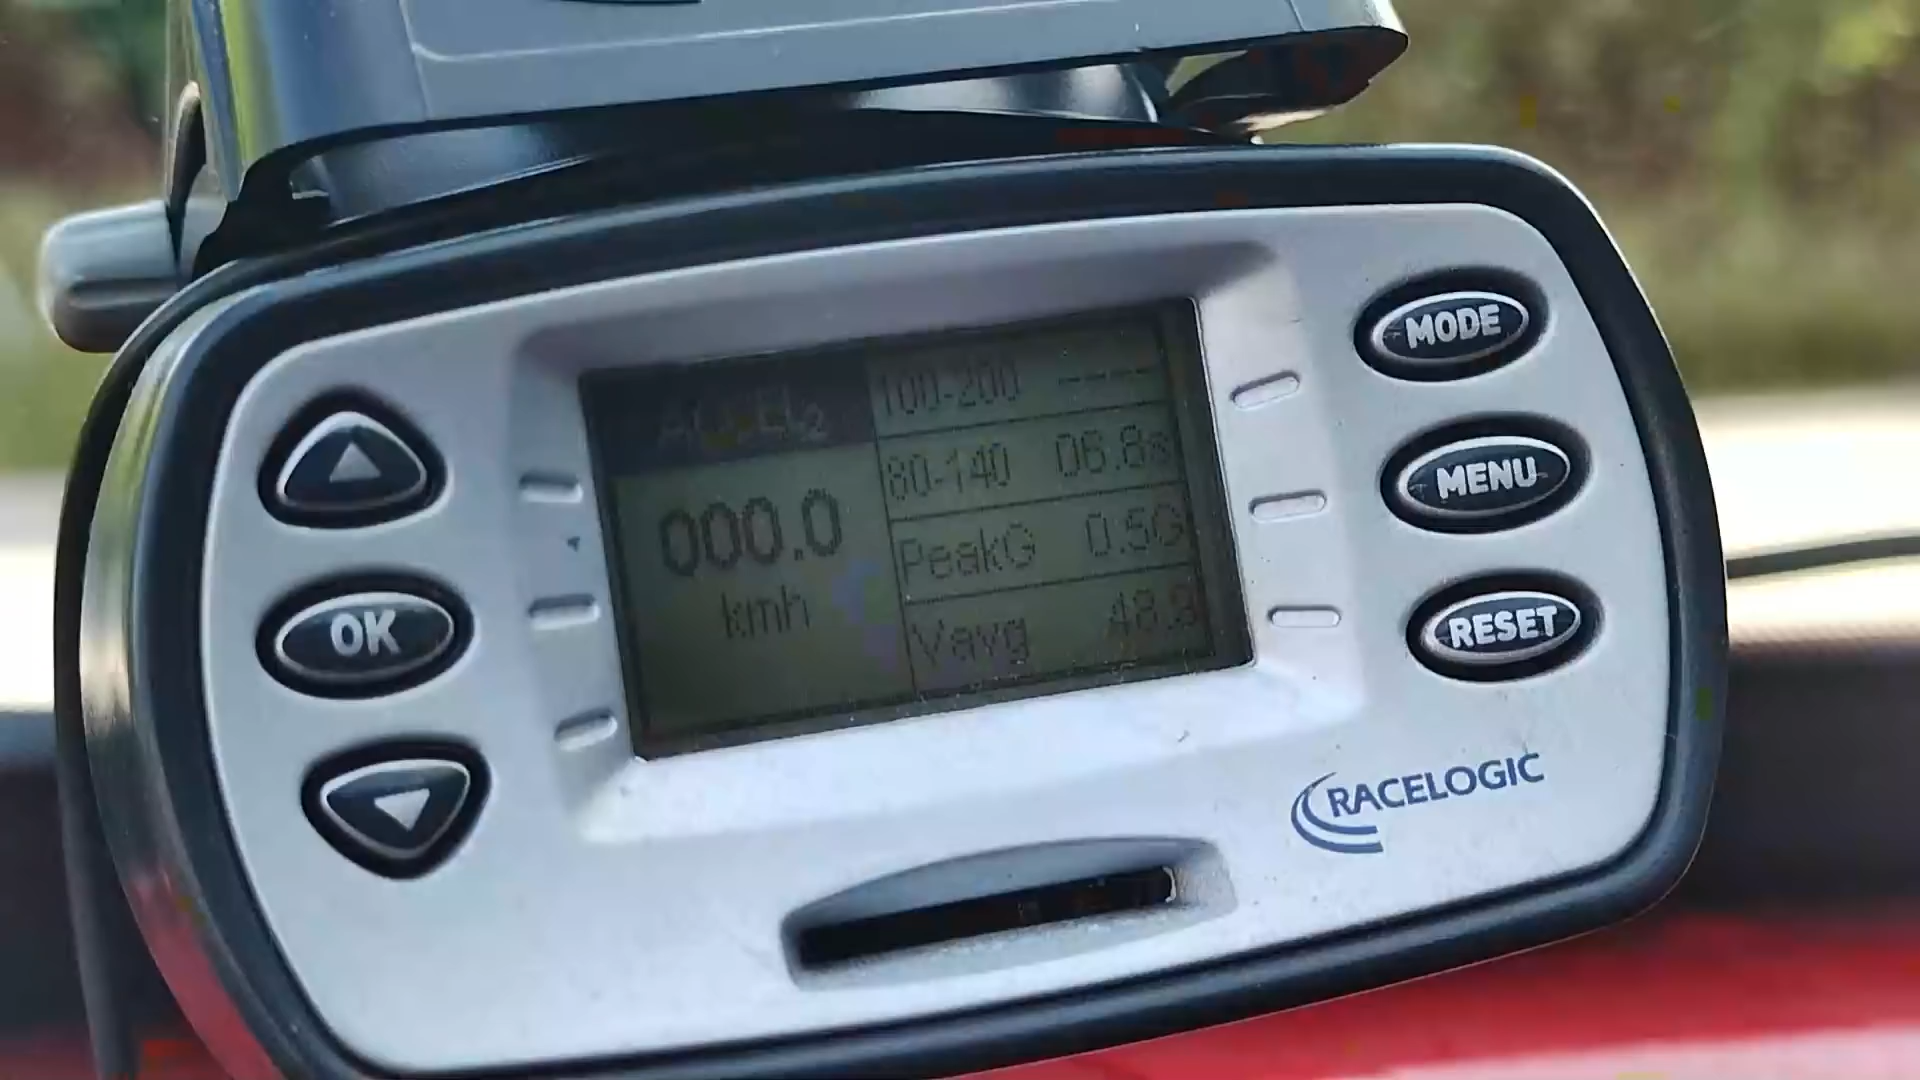 ACCEL2
000.0
kmh
100-200 ----
80-140 06.8s
PeakG 0.5G
Vavg 48.9
MODE
MENU
RESET
OK
RACELOGIC